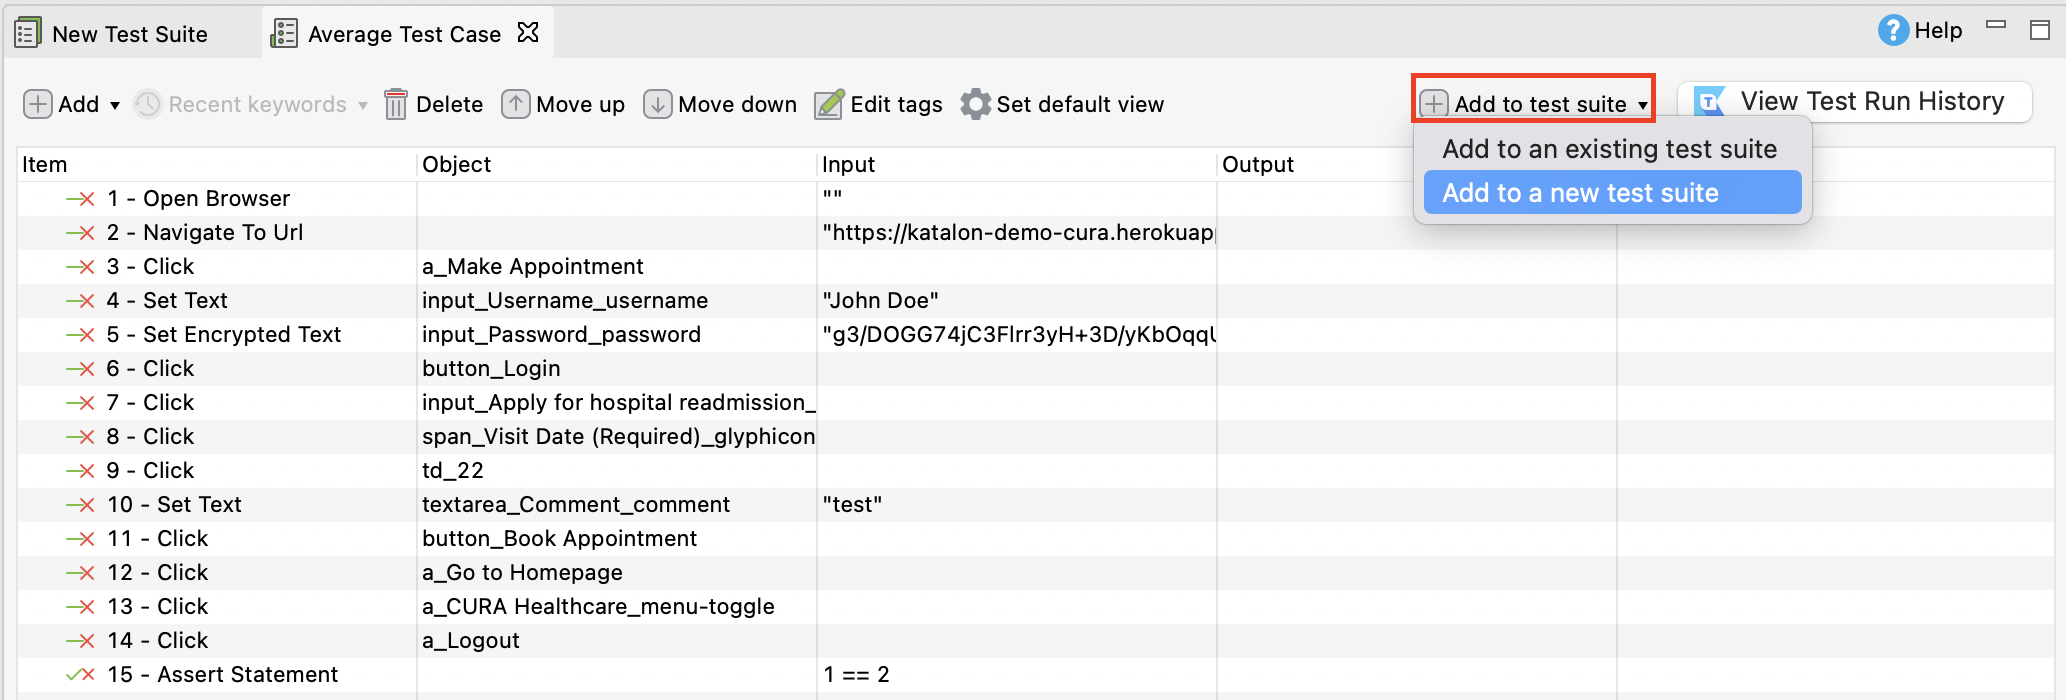 New Test Suite Average Test Case Help
Add Recent keywords Delete Move up Move down Edit tags Set default view Add to test suite View Test Run History
Add to an existing test suite
Add to a new test suite
Item Object Input Output
1 - Open Browser ""
2 - Navigate To Url "https://katalon-demo-cura.herokuap
3 - Click a_Make Appointment
4 - Set Text input_Username_username "John Doe"
5 - Set Encrypted Text input_Password_password "g3/DOGG74jC3Flrr3yH+3D/yKbOqqU
6 - Click button_Login
7 - Click input_Apply for hospital readmission_
8 - Click span_Visit Date (Required)_glyphicon
9 - Click td_22
10 - Set Text textarea_Comment_comment "test"
11 - Click button_Book Appointment
12 - Click a_Go to Homepage
13 - Click a_CURA Healthcare_menu-toggle
14 - Click a_Logout
15 - Assert Statement 1 == 2